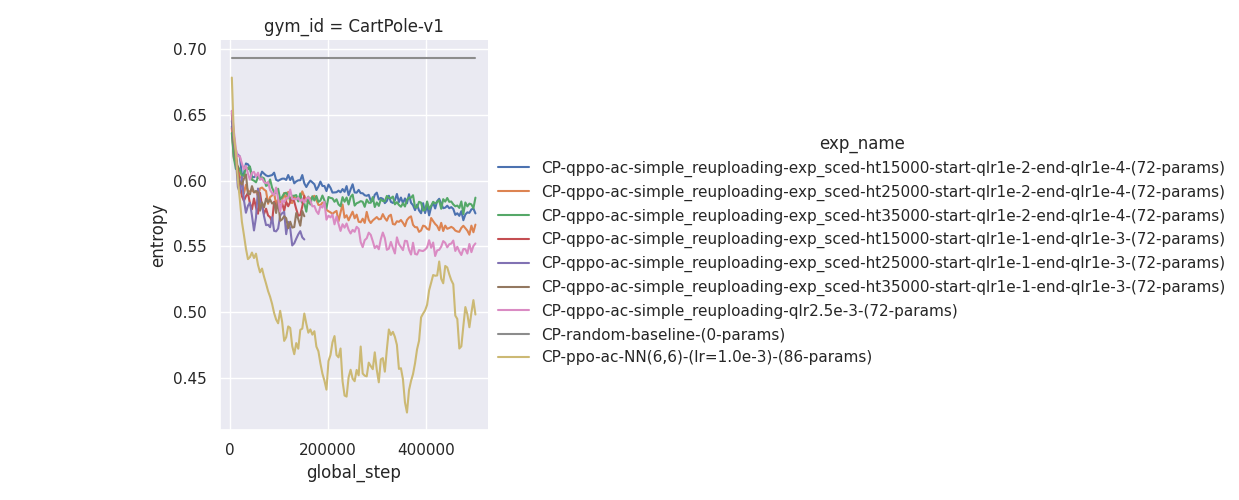 gym_id = CartPole-v1
0.70
0.65
0.60
0.55
0.50
0.45
entropy
0
200000
400000
global_step
exp_name
CP-qppo-ac-simple_reuploading-exp_sced-ht15000-start-qlr1e-2-end-qlr1e-4-(72-params)
CP-qppo-ac-simple_reuploading-exp_sced-ht25000-start-qlr1e-2-end-qlr1e-4-(72-params)
CP-qppo-ac-simple_reuploading-exp_sced-ht35000-start-qlr1e-2-end-qlr1e-4-(72-params)
CP-qppo-ac-simple_reuploading-exp_sced-ht15000-start-qlr1e-1-end-qlr1e-3-(72-params)
CP-qppo-ac-simple_reuploading-exp_sced-ht25000-start-qlr1e-1-end-qlr1e-3-(72-params)
CP-qppo-ac-simple_reuploading-exp_sced-ht35000-start-qlr1e-1-end-qlr1e-3-(72-params)
CP-qppo-ac-simple_reuploading-qlr2.5e-3-(72-params)
CP-random-baseline-(0-params)
CP-ppo-ac-NN(6,6)-(lr=1.0e-3)-(86-params)